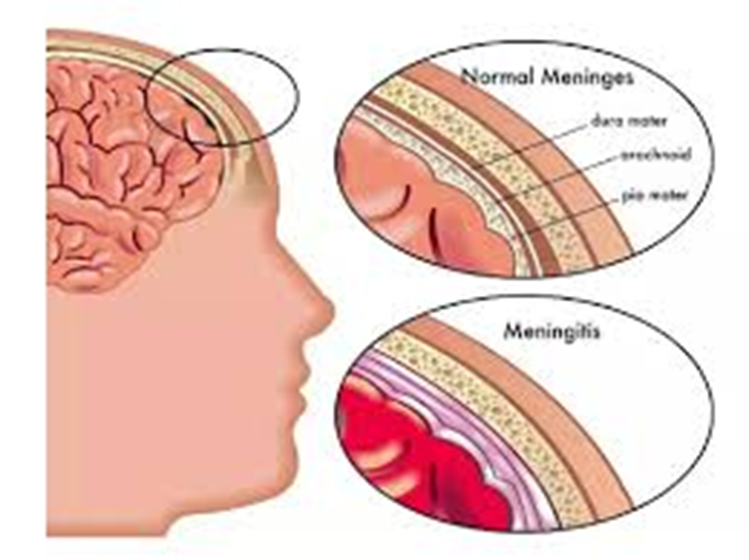 Normal Meninges
dura mater
arachnoid
pia mater
Meningitis